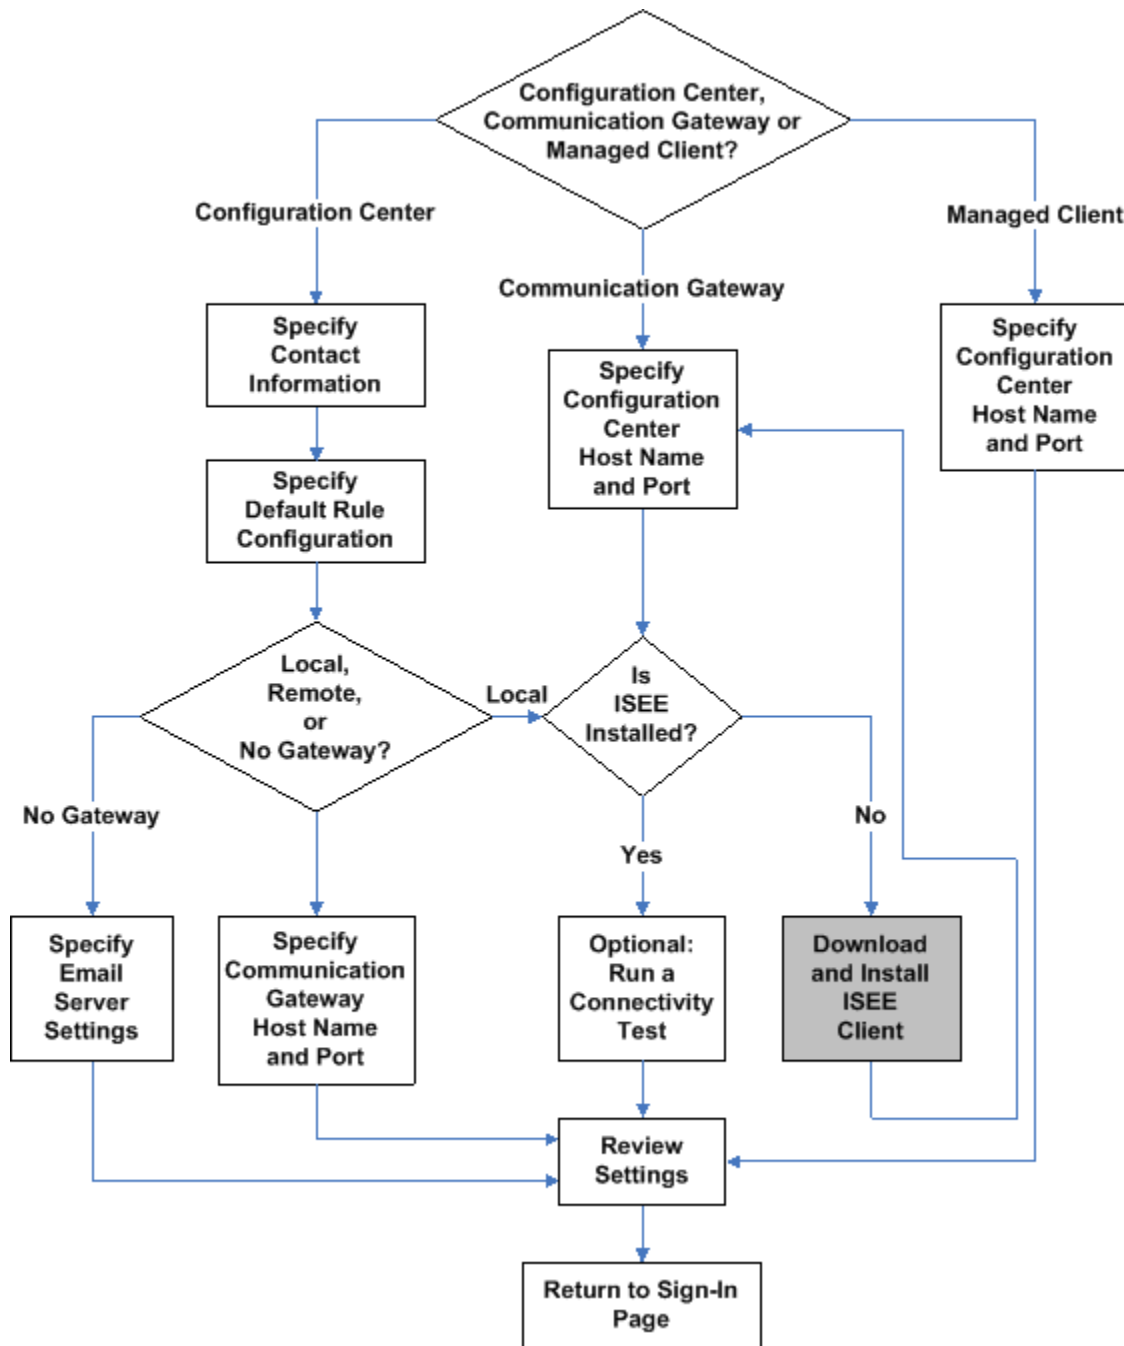 Configuration Center,
Communication Gateway or
Managed Client?
Configuration Center
Managed Client
Communication Gateway
Specify
Contact
Information
Specify
Configuration
Center
Host Name
and Port
Specify
Configuration
Center
Host Name
and Port
Specify
Default Rule
Configuration
Local,
Remote,
or
No Gateway?
Local
Is
ISEE
Installed?
No Gateway
No
Yes
Specify
Email
Server
Settings
Specify
Communication
Gateway
Host Name
and Port
Optional:
Run a
Connectivity
Test
Download
and Install
ISEE
Client
Review
Settings
Return to Sign-In
Page